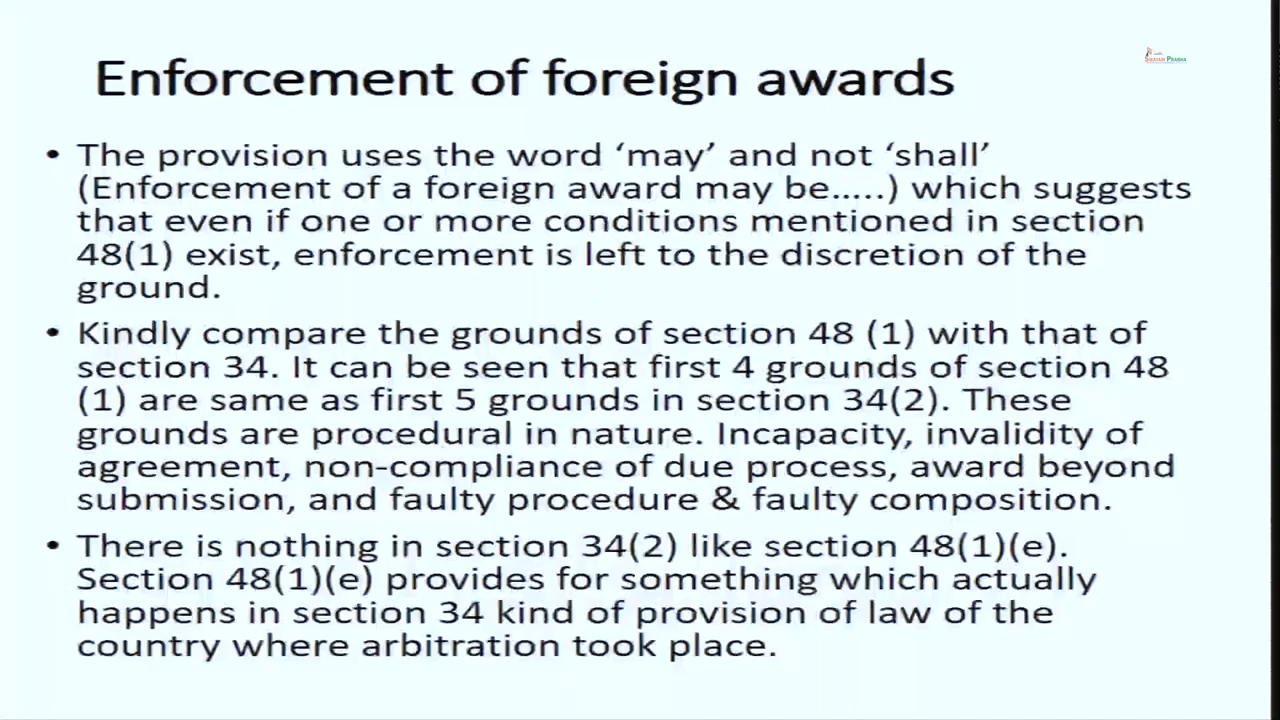 Enforcement of foreign awards
SWAYAM PRABHA
• The provision uses the word ‘may’ and not ‘shall’
(Enforcement of a foreign award may be.....) which suggests
that even if one or more conditions mentioned in section
48(1) exist, enforcement is left to the discretion of the
ground.
• Kindly compare the grounds of section 48 (1) with that of
section 34. It can be seen that first 4 grounds of section 48
(1) are same as first 5 grounds in section 34(2). These
grounds are procedural in nature. Incapacity, invalidity of
agreement, non-compliance of due process, award beyond
submission, and faulty procedure & faulty composition.
• There is nothing in section 34(2) like section 48(1)(e).
Section 48(1)(e) provides for something which actually
happens in section 34 kind of provision of law of the
country where arbitration took place.